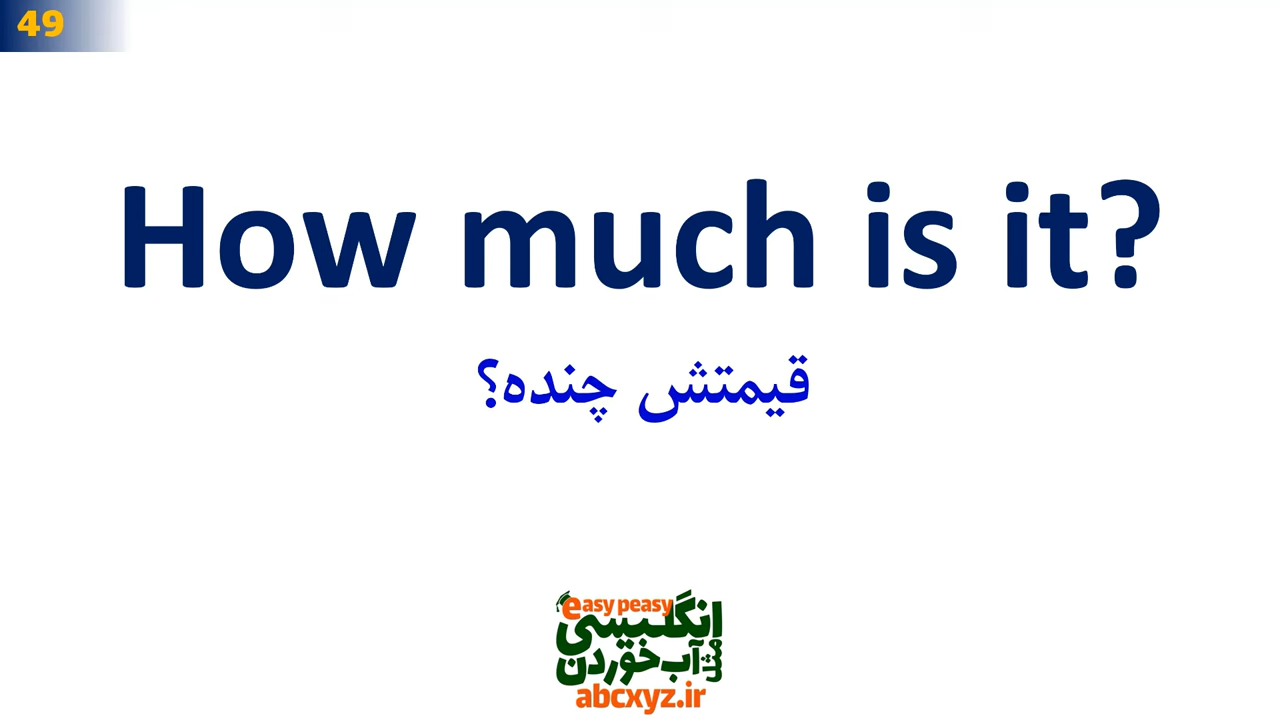 49
How much is it?
قیمتش چنده؟
easy peasy
انگلیسی
مثل آب خوردن
abcxyz.ir